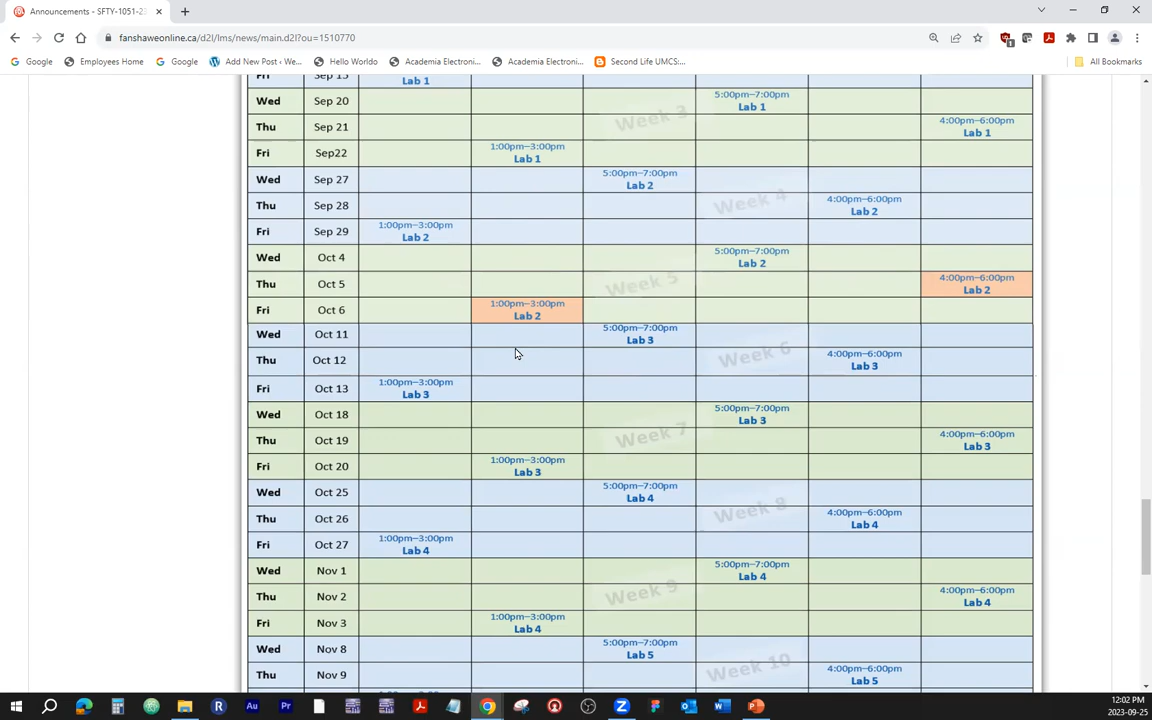 Announcements - SFTY-1051-23
fanshaweonline.ca/d2l/lms/news/main.d2l?ou=1510770
Google
Employees Home
Google
Add New Post ‹ We...
Hello Worldo
Academia Electroni...
Academia Electroni...
Second Life UMCS:...
All Bookmarks
Fri Sep 15 Lab 1
5:00pm–7:00pm
Wed Sep 20 Lab 1
Week 3
4:00pm–6:00pm
Thu Sep 21 Lab 1
1:00pm–3:00pm
Fri Sep22 Lab 1
5:00pm–7:00pm
Wed Sep 27 Lab 2
Week 4
4:00pm–6:00pm
Thu Sep 28 Lab 2
1:00pm–3:00pm
Fri Sep 29 Lab 2
5:00pm–7:00pm
Wed Oct 4 Lab 2
Week 5
4:00pm–6:00pm
Thu Oct 5 Lab 2
1:00pm–3:00pm
Fri Oct 6 Lab 2
5:00pm–7:00pm
Wed Oct 11 Lab 3
Week 6
4:00pm–6:00pm
Thu Oct 12 Lab 3
1:00pm–3:00pm
Fri Oct 13 Lab 3
5:00pm–7:00pm
Wed Oct 18 Lab 3
Week 7
4:00pm–6:00pm
Thu Oct 19 Lab 3
1:00pm–3:00pm
Fri Oct 20 Lab 3
5:00pm–7:00pm
Wed Oct 25 Lab 4
Week 8
4:00pm–6:00pm
Thu Oct 26 Lab 4
1:00pm–3:00pm
Fri Oct 27 Lab 4
5:00pm–7:00pm
Wed Nov 1 Lab 4
Week 9
4:00pm–6:00pm
Thu Nov 2 Lab 4
1:00pm–3:00pm
Fri Nov 3 Lab 4
5:00pm–7:00pm
Wed Nov 8 Lab 5
Week 10
4:00pm–6:00pm
Thu Nov 9 Lab 5
12:02 PM
2023-09-25